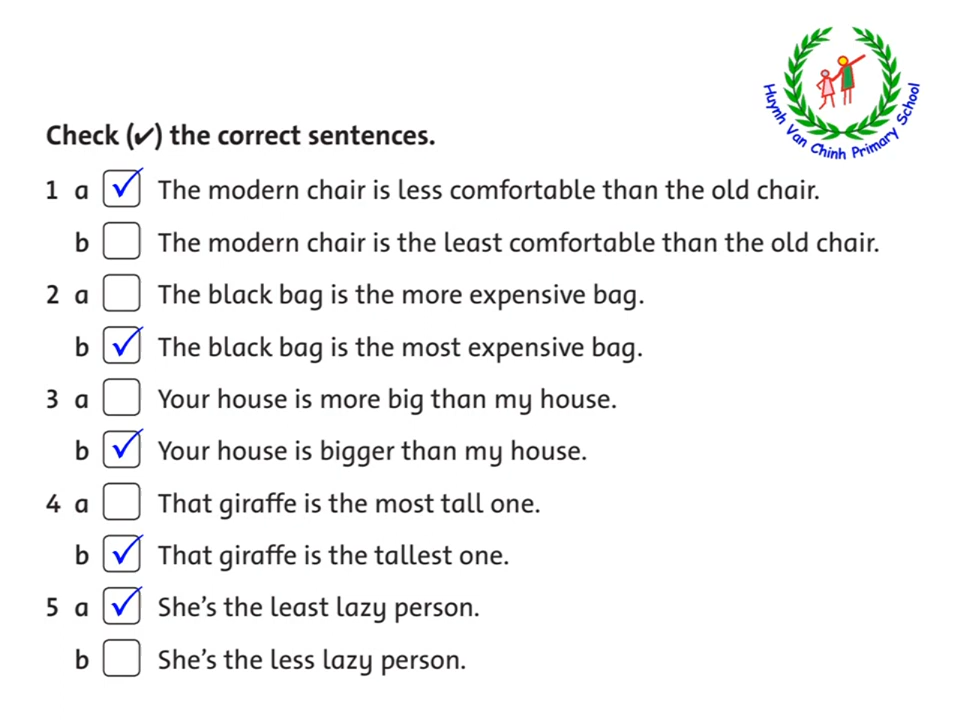 Huynh Van Chinh Primary School
Check (✔) the correct sentences.
1 a ✓ The modern chair is less comfortable than the old chair.
b The modern chair is the least comfortable than the old chair.
2 a The black bag is the more expensive bag.
b ✓ The black bag is the most expensive bag.
3 a Your house is more big than my house.
b ✓ Your house is bigger than my house.
4 a That giraffe is the most tall one.
b ✓ That giraffe is the tallest one.
5 a ✓ She's the least lazy person.
b She's the less lazy person.